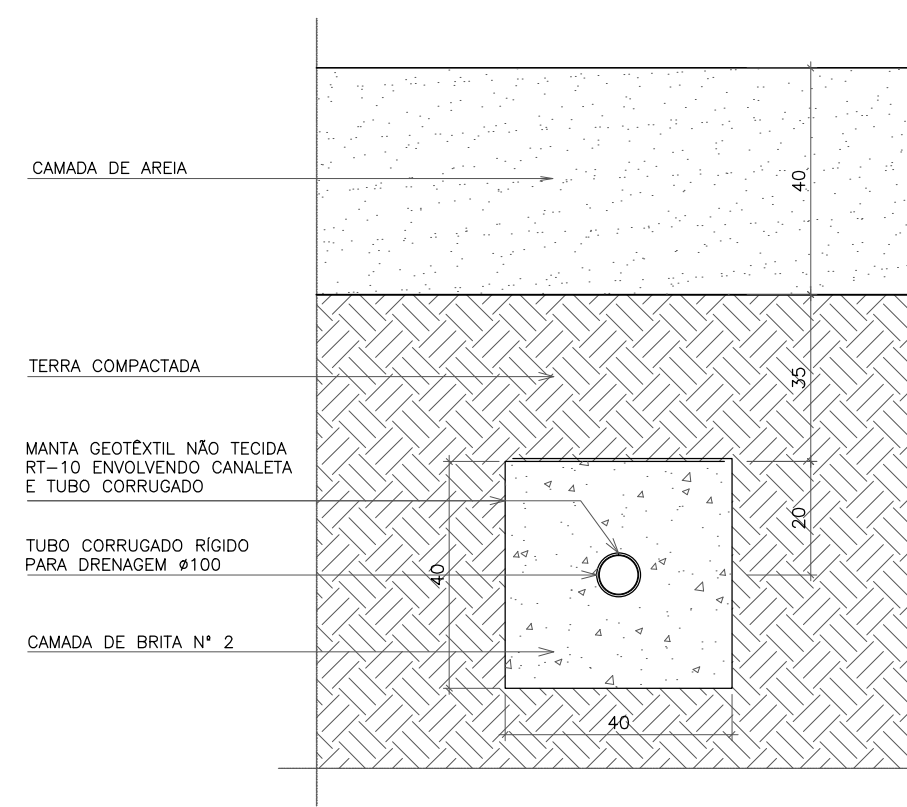 CAMADA DE AREIA
40
TERRA COMPACTADA
35
MANTA GEOTÊXTIL NÃO TECIDA
RT-10 ENVOLVENDO CANALETA
E TUBO CORRUGADO
20
TUBO CORRUGADO RÍGIDO
PARA DRENAGEM ø100
40
CAMADA DE BRITA N° 2
40